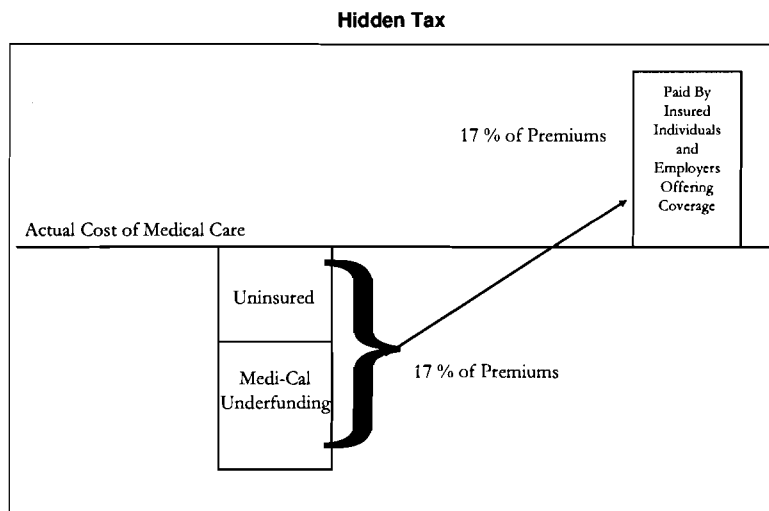 Hidden Tax
Paid By
Insured
Individuals
and
Employers
Offering
Coverage
17 % of Premiums
Actual Cost of Medical Care
Uninsured
Medi-Cal
Underfunding
17 % of Premiums